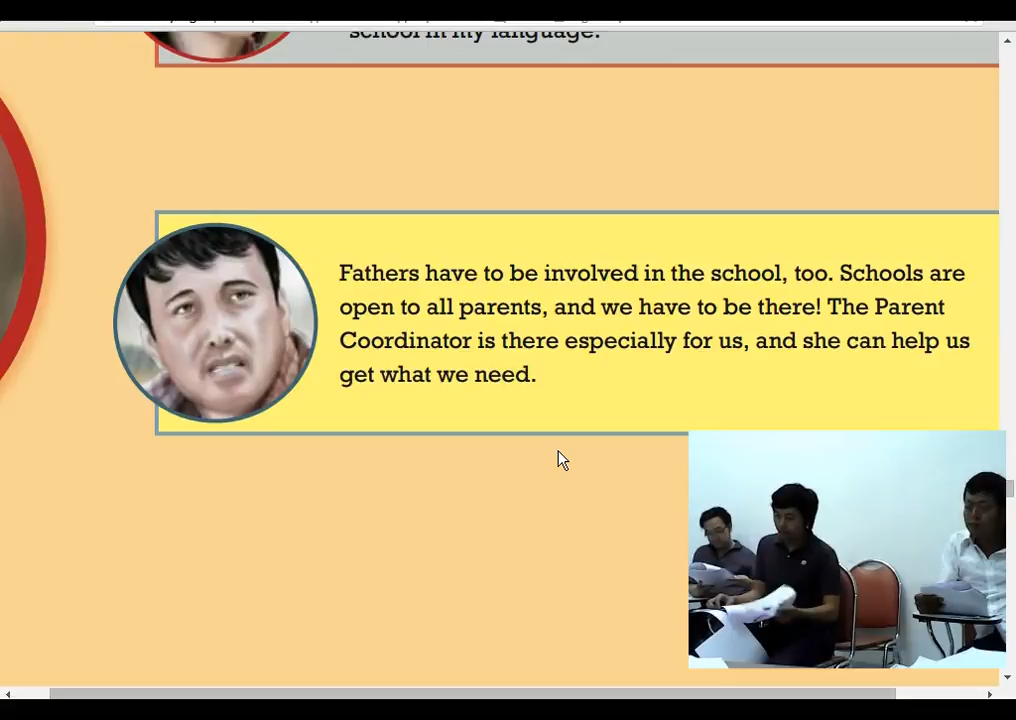 school in my language.
Fathers have to be involved in the school, too. Schools are
open to all parents, and we have to be there! The Parent
Coordinator is there especially for us, and she can help us
get what we need.